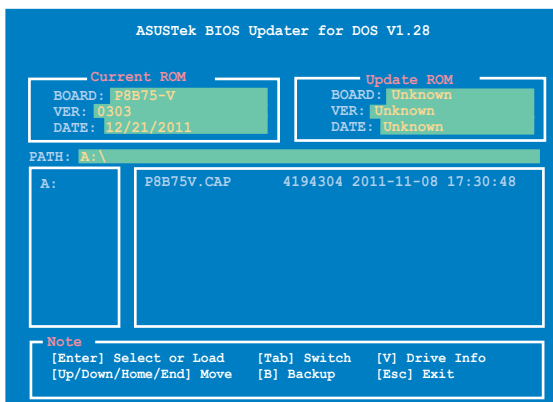 ASUSTek BIOS Updater for DOS V1.28
Current ROM
BOARD: P8B75-V
VER: 0303
DATE: 12/21/2011
Update ROM
BOARD: Unknown
VER: Unknown
DATE: Unknown
PATH: A:\
A:
P8B75V.CAP 4194304 2011-11-08 17:30:48
Note
[Enter] Select or Load [Tab] Switch [V] Drive Info
[Up/Down/Home/End] Move [B] Backup [Esc] Exit